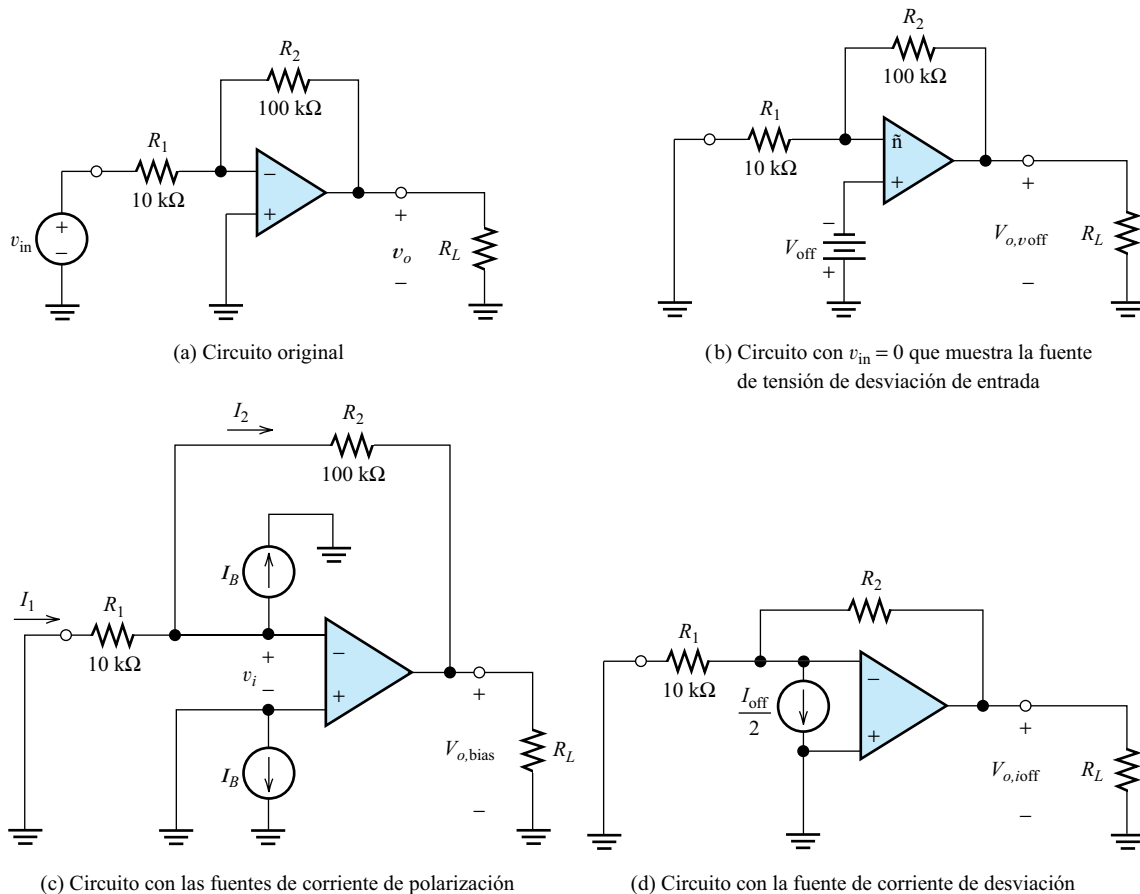 R2
100 kΩ
R1
10 kΩ
−
+
vin
+
−
+
vo
−
RL
(a) Circuito original
R2
100 kΩ
R1
10 kΩ
ñ
+
−
Voff
+
+
Vo,voff
−
RL
(b) Circuito con vin = 0 que muestra la fuente
de tensión de desviación de entrada
I2
R2
100 kΩ
IB
I1
R1
10 kΩ
+
vi
−
−
+
IB
+
Vo,bias
−
RL
(c) Circuito con las fuentes de corriente de polarización
R2
R1
10 kΩ
Ioff
2
−
+
+
Vo,ioff
−
RL
(d) Circuito con la fuente de corriente de desviación